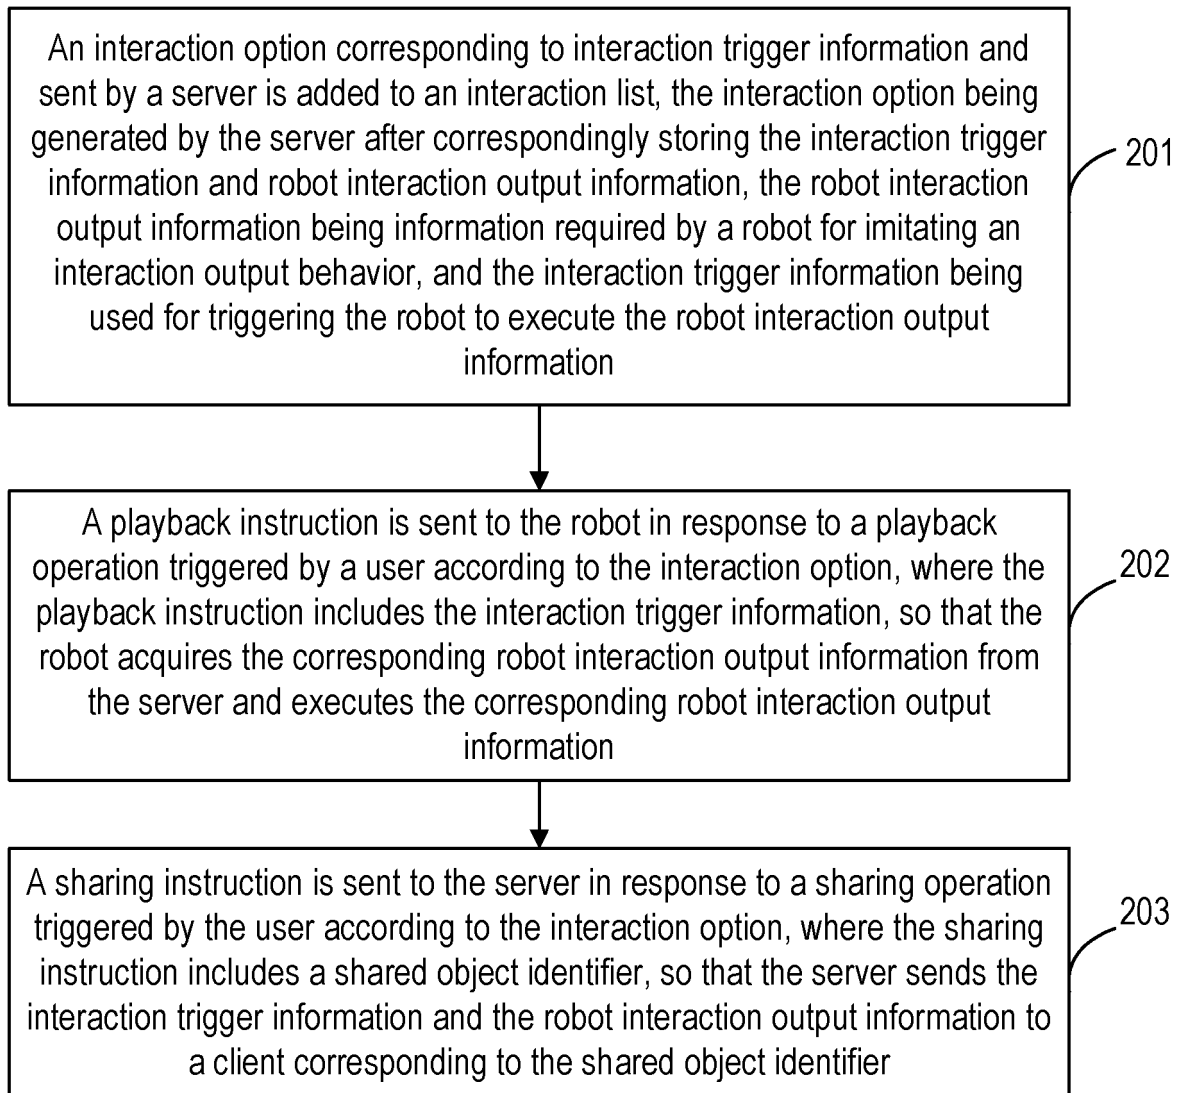 An interaction option corresponding to interaction trigger information and
sent by a server is added to an interaction list, the interaction option being
generated by the server after correspondingly storing the interaction trigger
information and robot interaction output information, the robot interaction
output information being information required by a robot for imitating an
interaction output behavior, and the interaction trigger information being
used for triggering the robot to execute the robot interaction output
information
201
A playback instruction is sent to the robot in response to a playback
operation triggered by a user according to the interaction option, where the
playback instruction includes the interaction trigger information, so that the
robot acquires the corresponding robot interaction output information from
the server and executes the corresponding robot interaction output
information
202
A sharing instruction is sent to the server in response to a sharing operation
triggered by the user according to the interaction option, where the sharing
instruction includes a shared object identifier, so that the server sends the
interaction trigger information and the robot interaction output information to
a client corresponding to the shared object identifier
203